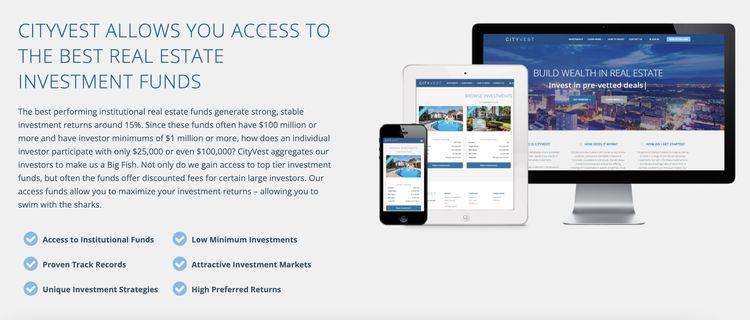 CITYVEST ALLOWS YOU ACCESS TO
THE BEST REAL ESTATE
INVESTMENT FUNDS
The best performing institutional real estate funds generate strong, stable
investment returns around 15%. Since these funds often have $100 million or
more and have investor minimums of $1 million or more, how does an individual
investor participate with only $25,000 or even $100,000? CityVest aggregates our
investors to make us a Big Fish. Not only do we gain access to top tier investment
funds, but often the funds offer discounted fees for certain large investors. Our
access funds allow you to maximize your investment returns – allowing you to
swim with the sharks.
Access to Institutional Funds
Low Minimum Investments
Proven Track Records
Attractive Investment Markets
Unique Investment Strategies
High Preferred Returns
CITYVEST
BUILD WEALTH IN REAL ESTATE
Invest in pre-vetted deals|
HOW DOES IT WORK?
HOW DO I GET STARTED?
CITYVEST
BROWSE INVESTMENTS